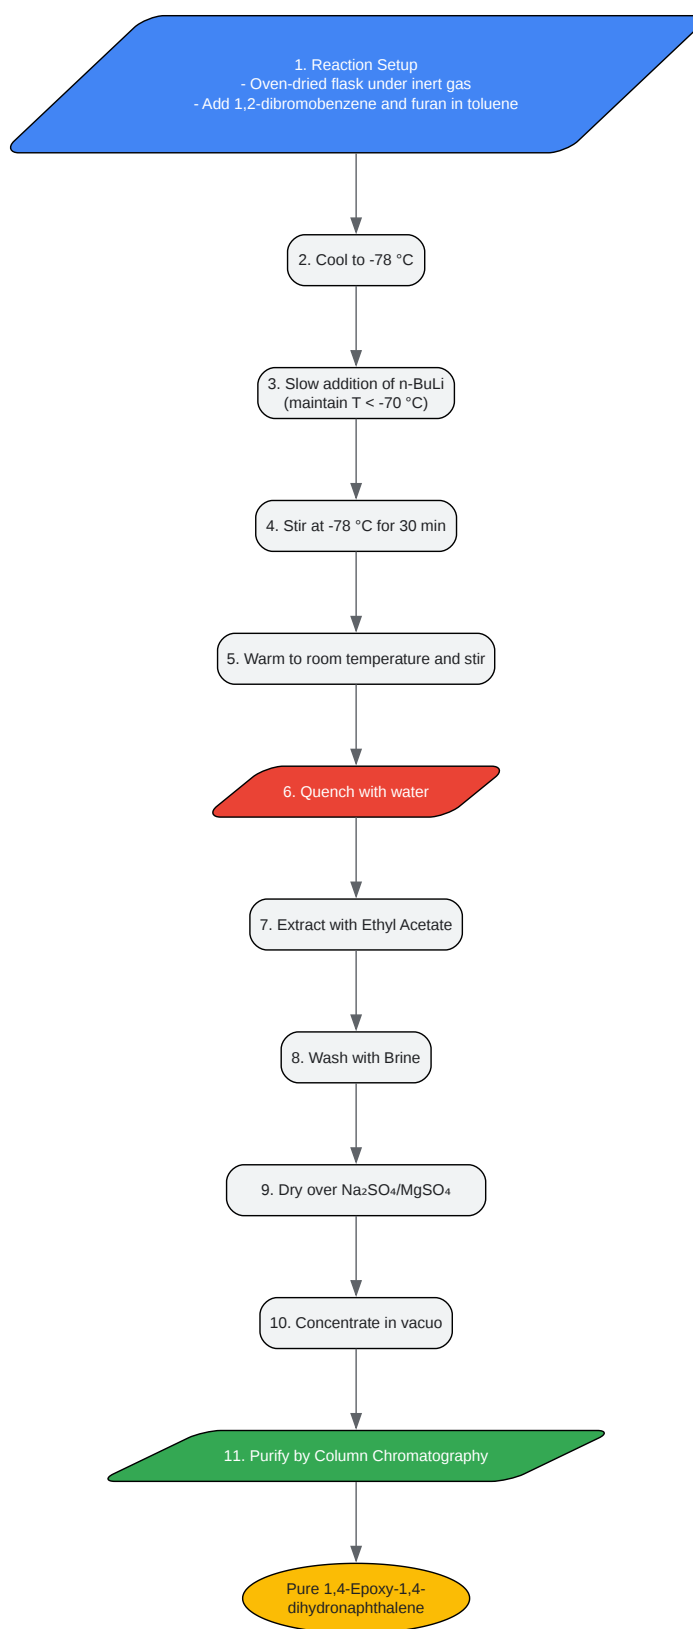 1. Reaction Setup
- Oven-dried flask under inert gas
- Add 1,2-dibromobenzene and furan in toluene
2. Cool to -78 °C
3. Slow addition of n-BuLi
(maintain T < -70 °C)
4. Stir at -78 °C for 30 min
5. Warm to room temperature and stir
6. Quench with water
7. Extract with Ethyl Acetate
8. Wash with Brine
9. Dry over Na₂SO₄/MgSO₄
10. Concentrate in vacuo
11. Purify by Column Chromatography
Pure 1,4-Epoxy-1,4-
dihydronaphthalene